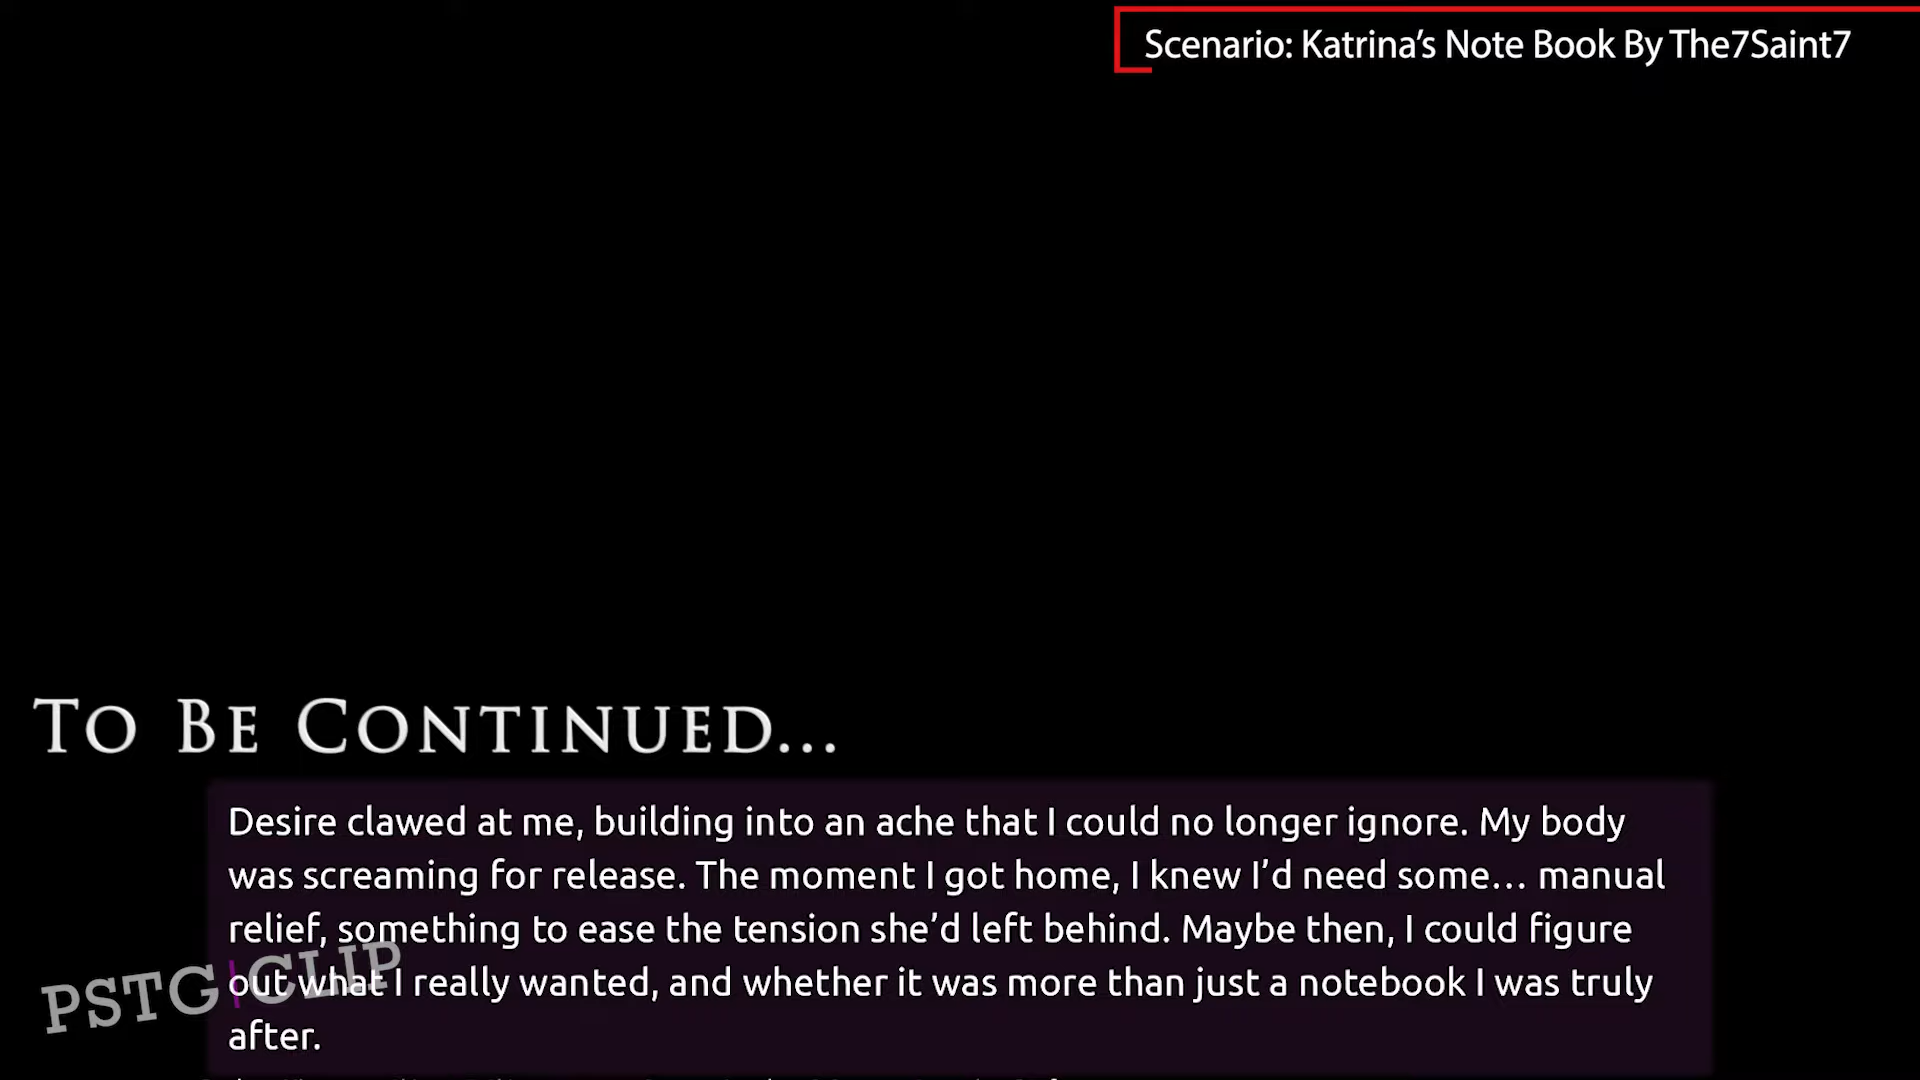 Scenario: Katrina's Note Book By The7Saint7
TO BE CONTINUED...
Desire clawed at me, building into an ache that I could no longer ignore. My body
was screaming for release. The moment I got home, I knew I'd need some... manual
relief, something to ease the tension she'd left behind. Maybe then, I could figure
out what I really wanted, and whether it was more than just a notebook I was truly
after.
PSTG|CLIP